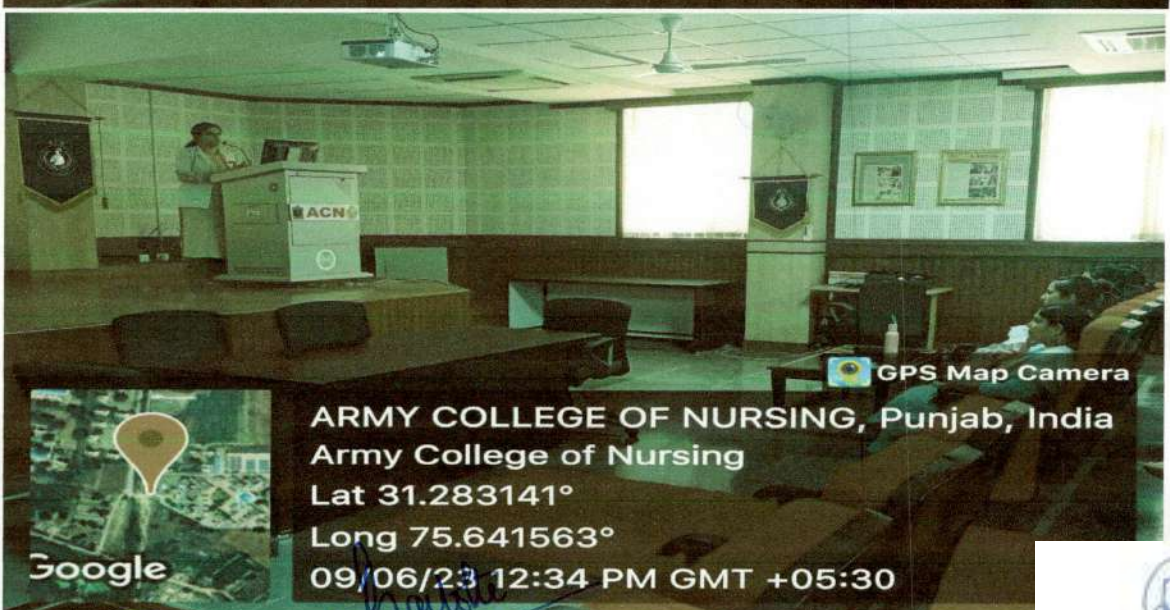 ACN
GPS Map Camera
ARMY COLLEGE OF NURSING, Punjab, India
Army College of Nursing
Lat 31.283141°
Long 75.641563°
Google
09/06/23 12:34 PM GMT +05:30